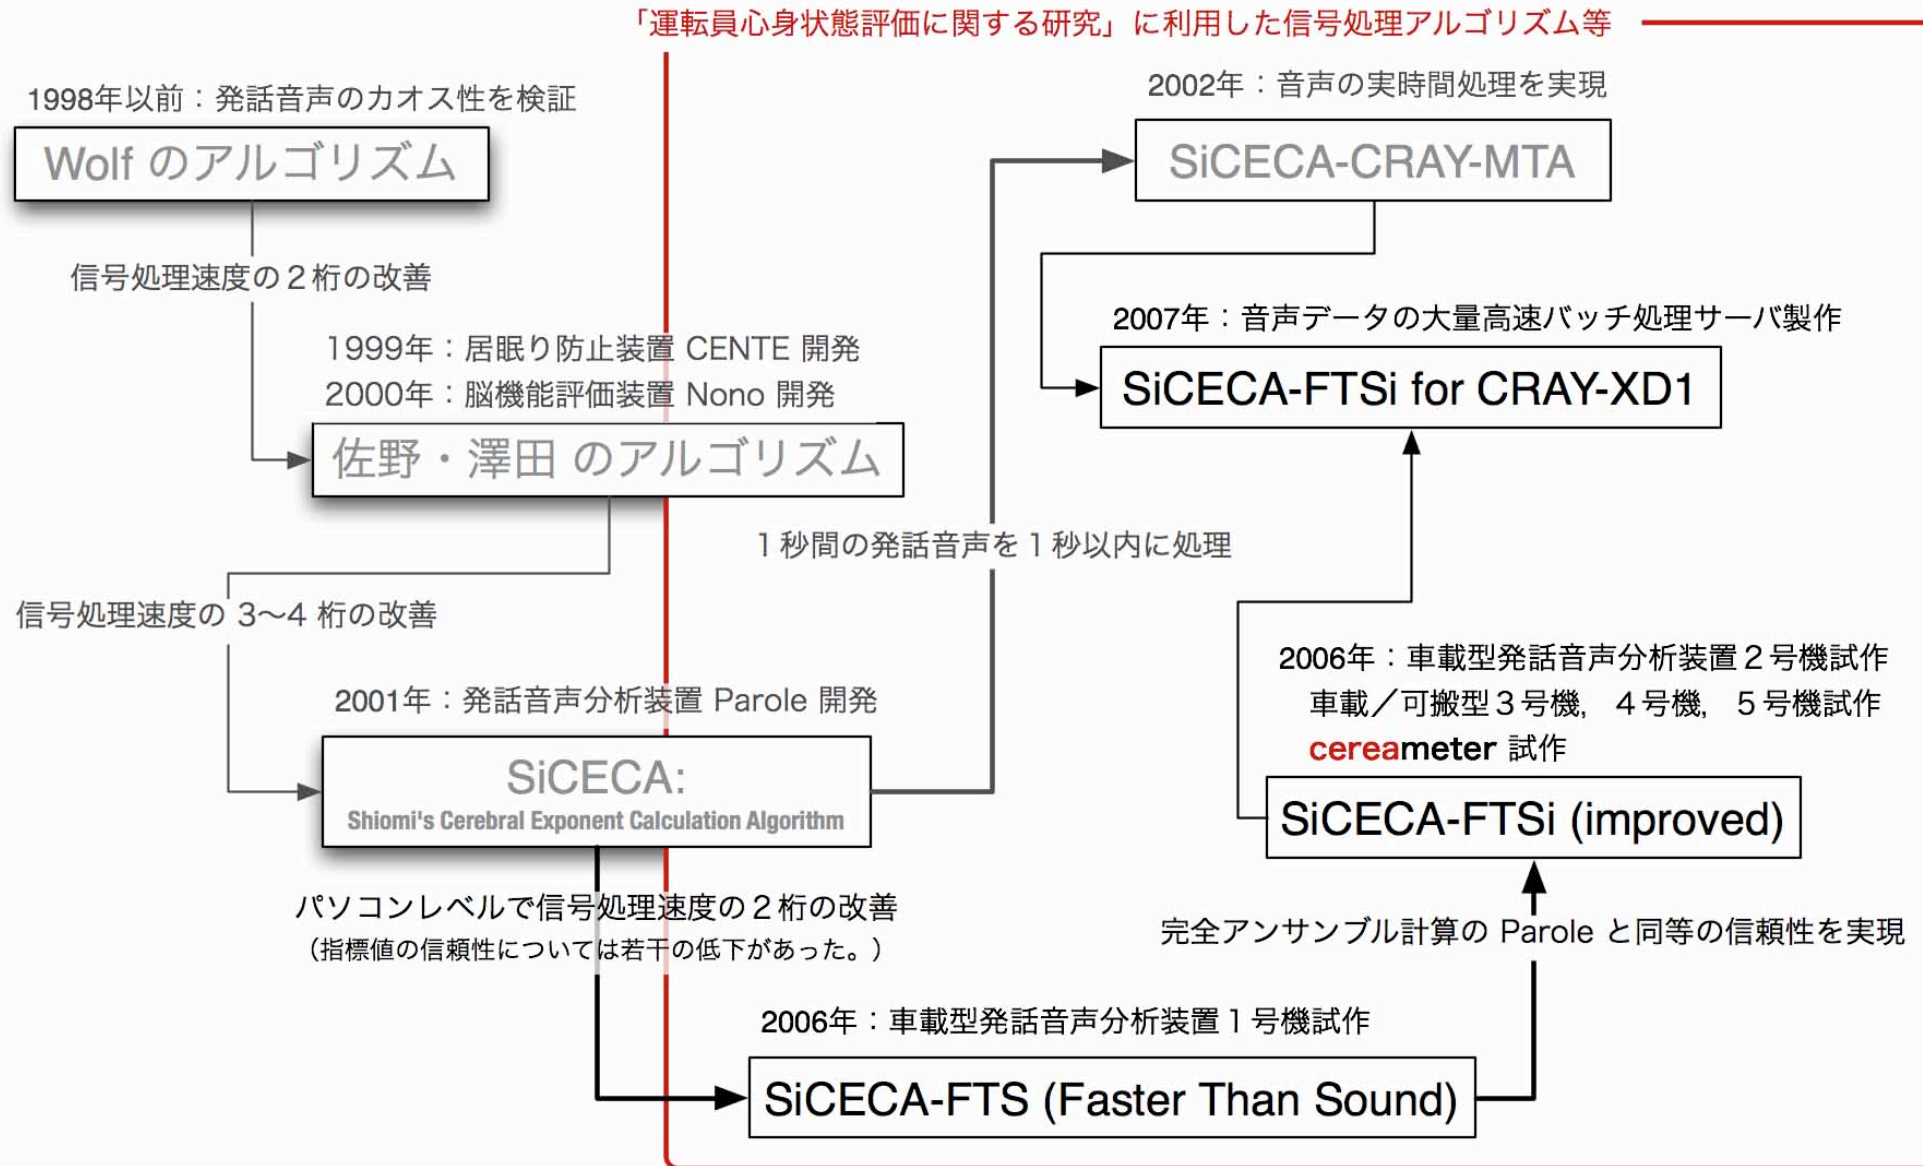 「運転員心身状態評価に関する研究」に利用した信号処理アルゴリズム等
1998年以前：発話音声のカオス性を検証
Wolf のアルゴリズム
信号処理速度の２桁の改善
1999年：居眠り防止装置 CENTE 開発
2000年：脳機能評価装置 Nono 開発
佐野・澤田 のアルゴリズム
信号処理速度の 3〜4 桁の改善
2001年：発話音声分析装置 Parole 開発
SiCECA:
Shiomi's Cerebral Exponent Calculation Algorithm
１秒間の発話音声を１秒以内に処理
2002年：音声の実時間処理を実現
SiCECA-CRAY-MTA
2007年：音声データの大量高速バッチ処理サーバ製作
SiCECA-FTSi for CRAY-XD1
パソコンレベルで信号処理速度の２桁の改善
（指標値の信頼性については若干の低下があった。）
2006年：車載型発話音声分析装置１号機試作
SiCECA-FTS (Faster Than Sound)
完全アンサンブル計算の Parole と同等の信頼性を実現
2006年：車載型発話音声分析装置２号機試作
車載／可搬型３号機，４号機，５号機試作
cereameter 試作
SiCECA-FTSi (improved)